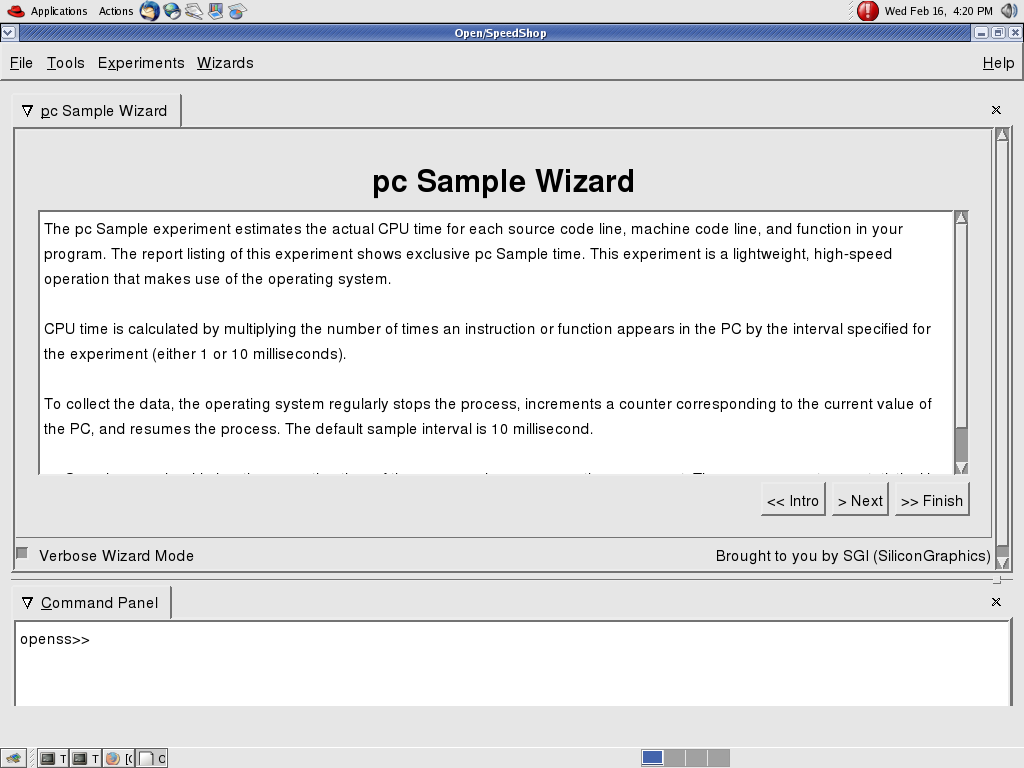 Applications Actions Wed Feb 16, 4:20 PM
Open/SpeedShop
File Tools Experiments Wizards Help
pc Sample Wizard
pc Sample Wizard
The pc Sample experiment estimates the actual CPU time for each source code line, machine code line, and function in your
program. The report listing of this experiment shows exclusive pc Sample time. This experiment is a lightweight, high-speed
operation that makes use of the operating system.
CPU time is calculated by multiplying the number of times an instruction or function appears in the PC by the interval specified for
the experiment (either 1 or 10 milliseconds).
To collect the data, the operating system regularly stops the process, increments a counter corresponding to the current value of
the PC, and resumes the process. The default sample interval is 10 millisecond.
<< Intro > Next >> Finish
Verbose Wizard Mode Brought to you by SGI (SiliconGraphics)
Command Panel
openss>>
T T [